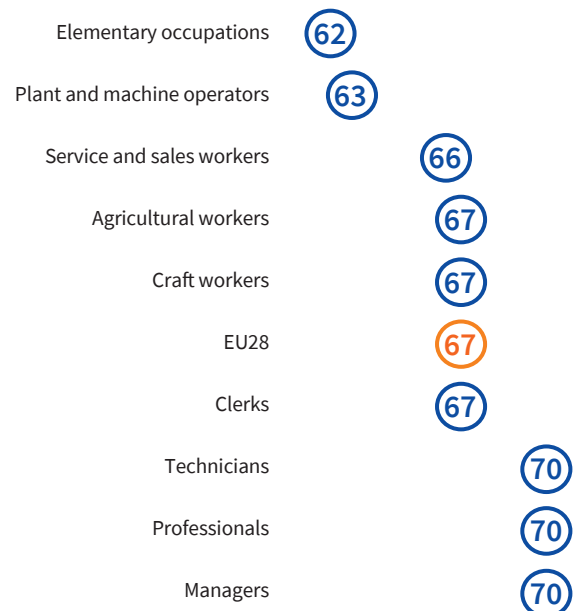 Elementary occupations 62
Plant and machine operators 63
Service and sales workers 66
Agricultural workers 67
Craft workers 67
EU28 67
Clerks 67
Technicians 70
Professionals 70
Managers 70